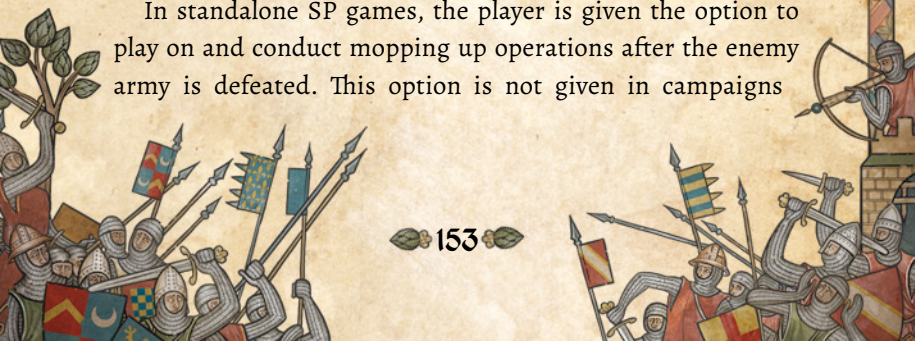 In standalone SP games, the player is given the option to
play on and conduct mopping up operations after the enemy
army is defeated. This option is not given in campaigns
153